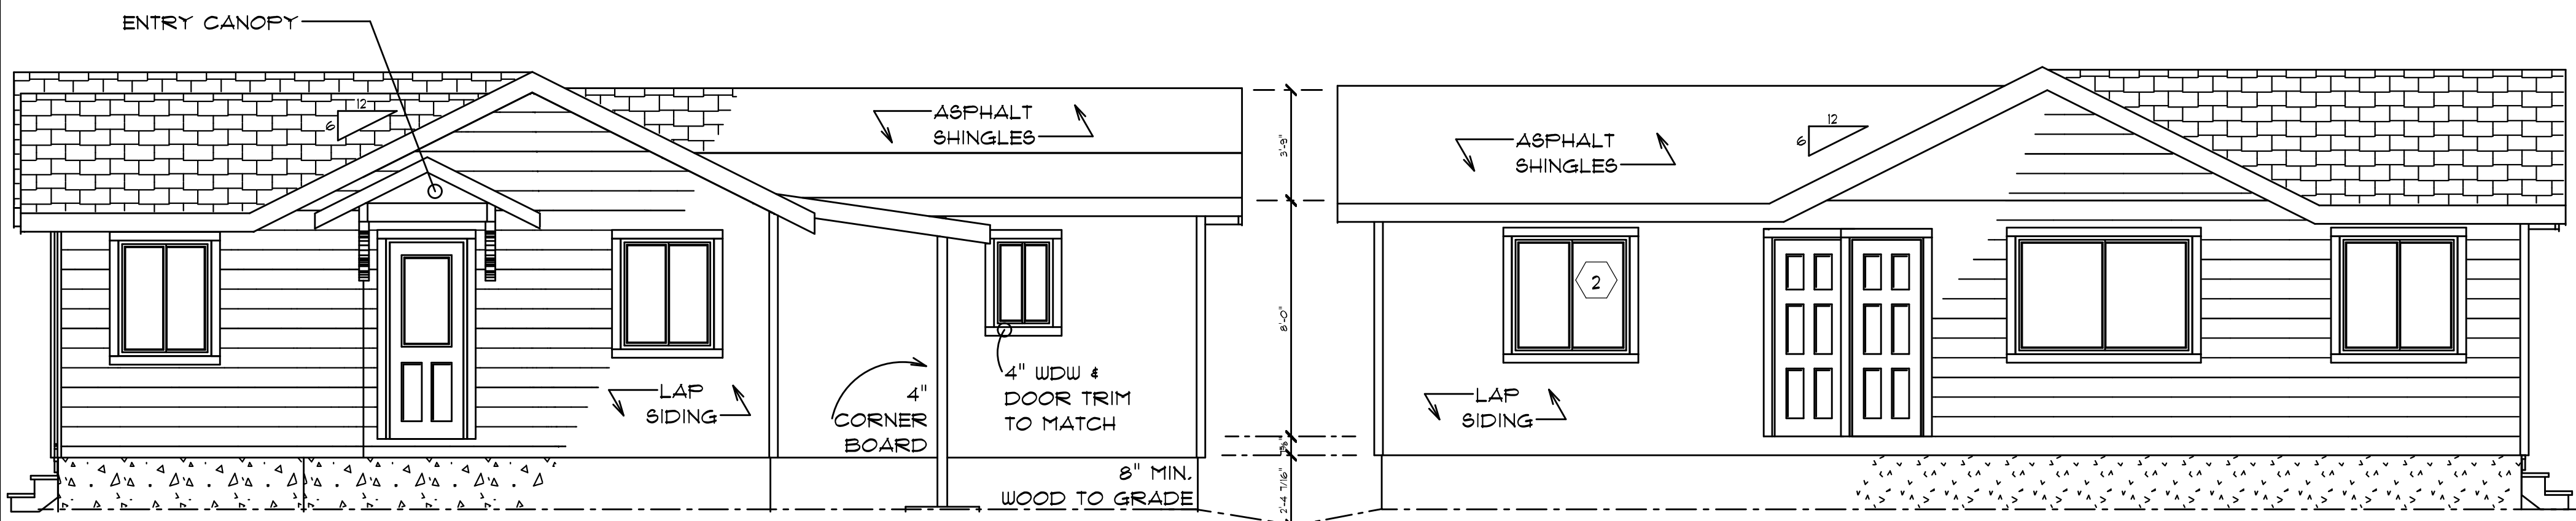 ENTRY CANOPY
12
6
ASPHALT
SHINGLES
LAP
SIDING
4"
CORNER
BOARD
4" WDW &
DOOR TRIM
TO MATCH
8" MIN.
WOOD TO GRADE
3'-9"
8'-0"
2'-4 7/16"
ASPHALT
SHINGLES
12
6
2
LAP
SIDING